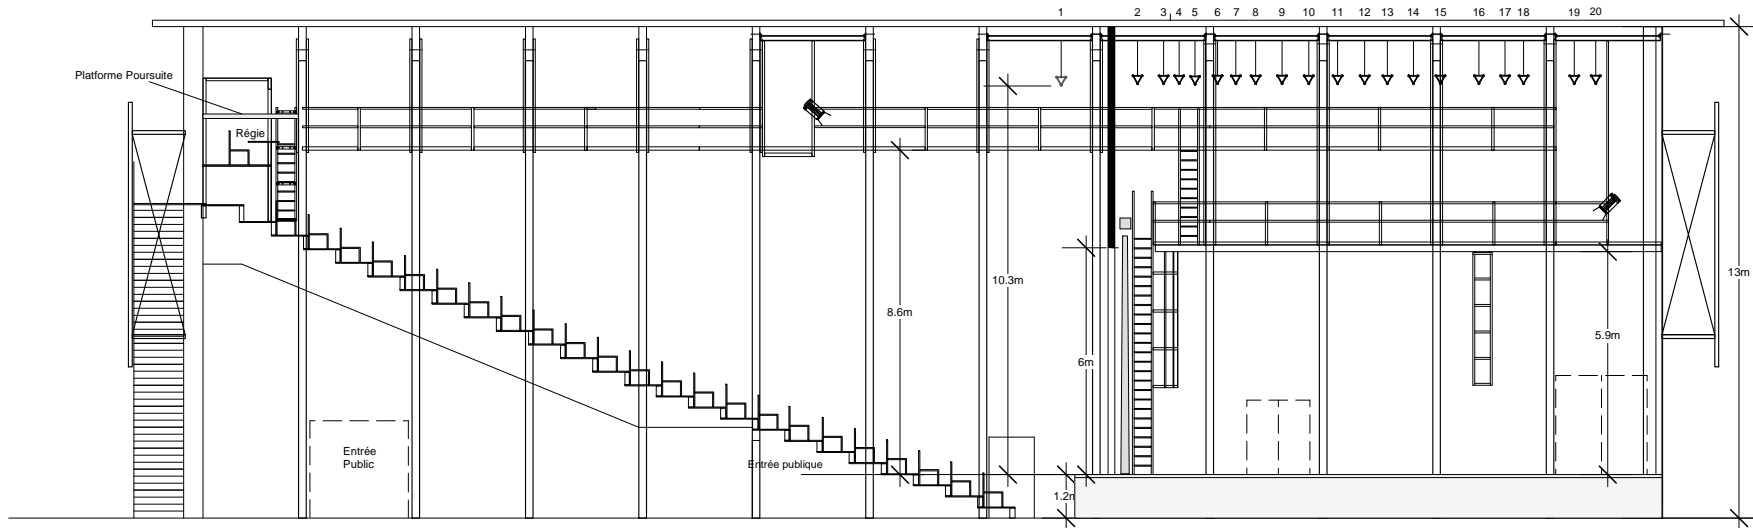 1 2 3 4 5 6 7 8 9 10 11 12 13 14 15 16 17 18 19 20
Platforme Poursuite
Régie
10.3m
13m
8.6m
5.9m
6m
Entrée
Public
Entrée publique
1.2m